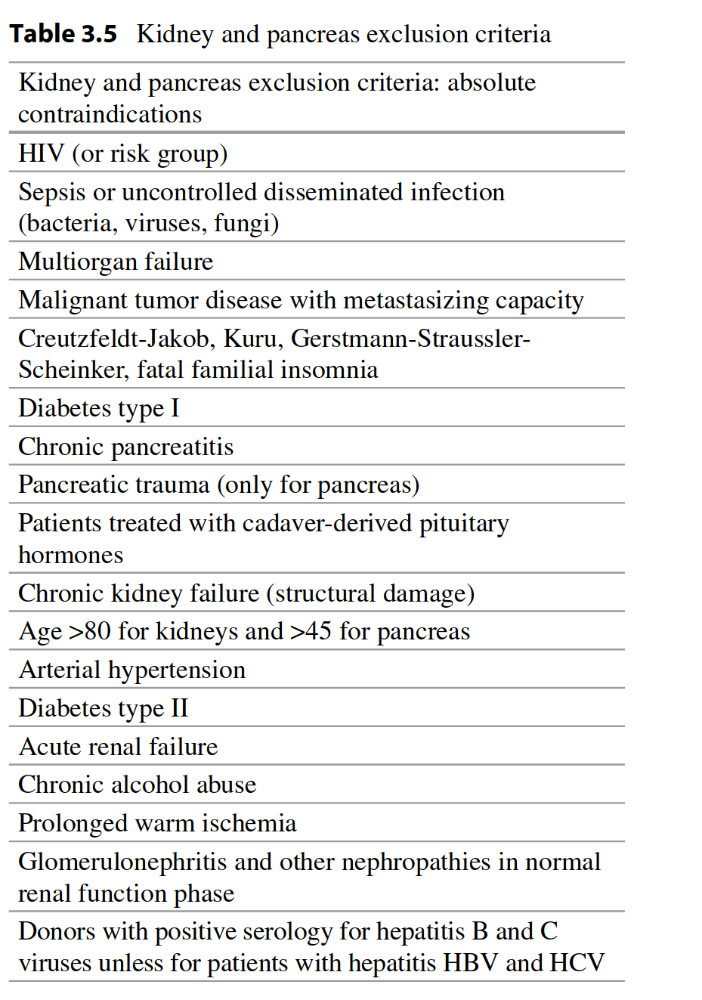 Table 3.5 Kidney and pancreas exclusion criteria
Kidney and pancreas exclusion criteria: absolute
contraindications
HIV (or risk group)
Sepsis or uncontrolled disseminated infection
(bacteria, viruses, fungi)
Multiorgan failure
Malignant tumor disease with metastasizing capacity
Creutzfeldt-Jakob, Kuru, Gerstmann-Straussler-
Scheinker, fatal familial insomnia
Diabetes type I
Chronic pancreatitis
Pancreatic trauma (only for pancreas)
Patients treated with cadaver-derived pituitary
hormones
Chronic kidney failure (structural damage)
Age >80 for kidneys and >45 for pancreas
Arterial hypertension
Diabetes type II
Acute renal failure
Chronic alcohol abuse
Prolonged warm ischemia
Glomerulonephritis and other nephropathies in normal
renal function phase
Donors with positive serology for hepatitis B and C
viruses unless for patients with hepatitis HBV and HCV